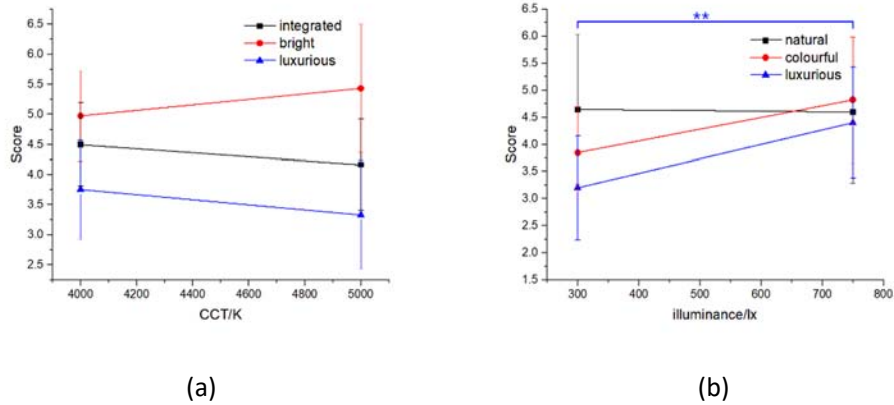 integrated
bright
luxurious
6.5
6.0
5.5
5.0
4.5
4.0
3.5
3.0
2.5
Score
4000 4200 4400 4600 4800 5000
CCT/K
(a)
**
natural
colourful
luxurious
6.5
6.0
5.5
5.0
4.5
4.0
3.5
3.0
2.5
2.0
1.5
Score
300 400 500 600 700 800
illuminance/lx
(b)